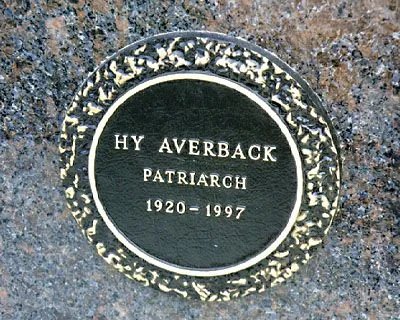 HY AVERBACK
PATRIARCH
1920 - 1997